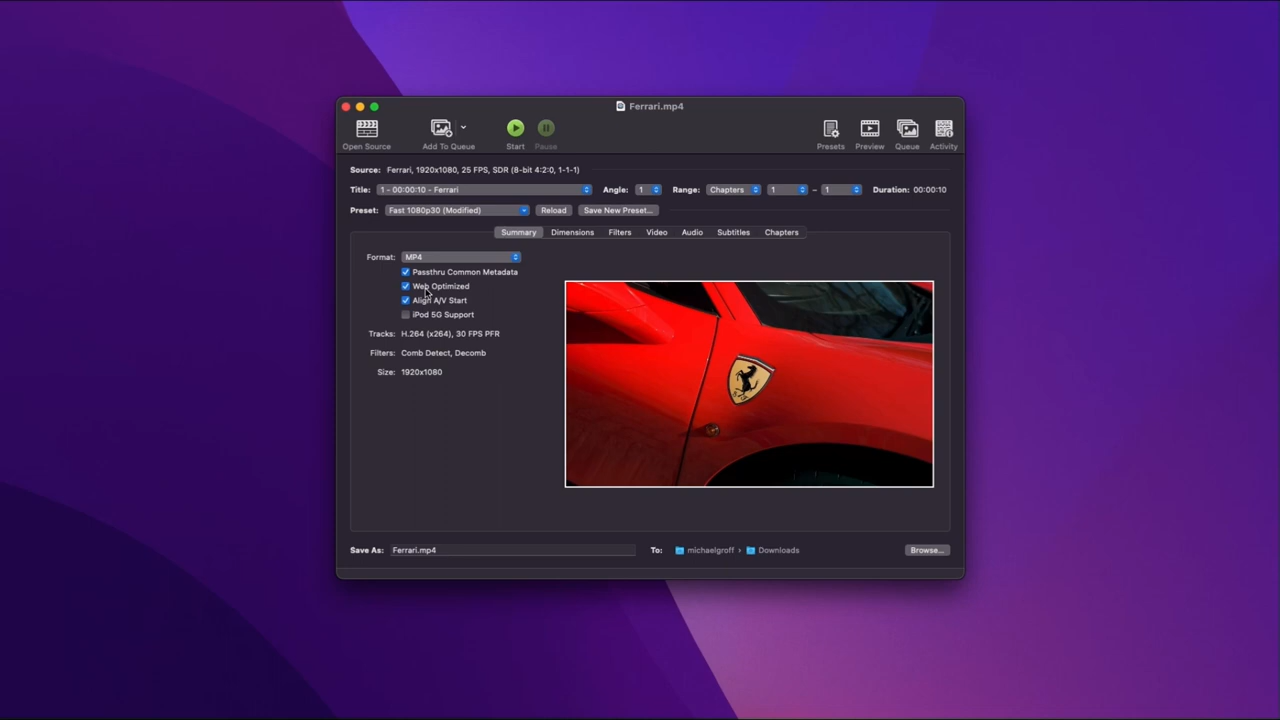 Ferrari.mp4
Open Source Add To Queue Start Pause Presets Preview Queue Activity
Source: Ferrari, 1920x1080, 25 FPS, SDR (8-bit 4:2:0, 1-1-1)
Title: 1 - 00:00:10 - Ferrari Angle: 1 Range: Chapters 1 – 1 Duration: 00:00:10
Preset: Fast 1080p30 (Modified) Reload Save New Preset...
Summary Dimensions Filters Video Audio Subtitles Chapters
Format: MP4
Passthru Common Metadata
Web Optimized
Align A/V Start
iPod 5G Support
Tracks: H.264 (x264), 30 FPS PFR
Filters: Comb Detect, Decomb
Size: 1920x1080
Save As: Ferrari.mp4 To: michaelgroff › Downloads Browse...